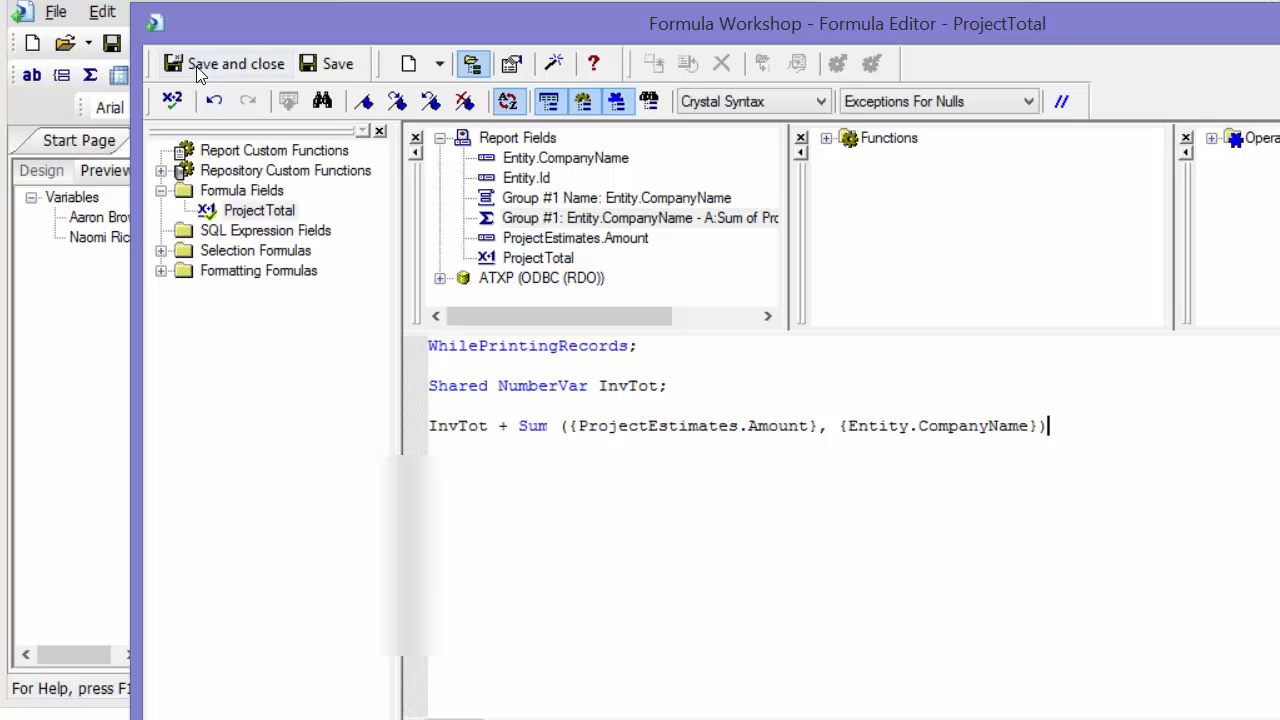 File Edit
Formula Workshop - Formula Editor - ProjectTotal
Save and close Save
ab Σ
Crystal Syntax Exceptions For Nulls //
Arial
Start Page
Design Preview
Variables
Aaron Bro
Naomi Ric
Report Custom Functions
Repository Custom Functions
Formula Fields
ProjectTotal
SQL Expression Fields
Selection Formulas
Formatting Formulas
Report Fields
Entity.CompanyName
Entity.Id
Group #1 Name: Entity.CompanyName
Group #1: Entity.CompanyName - A:Sum of Prc
ProjectEstimates.Amount
ProjectTotal
ATXP (ODBC (RDO))
Functions
Opera
WhilePrintingRecords;
Shared NumberVar InvTot;
InvTot + Sum ({ProjectEstimates.Amount}, {Entity.CompanyName})
For Help, press F1